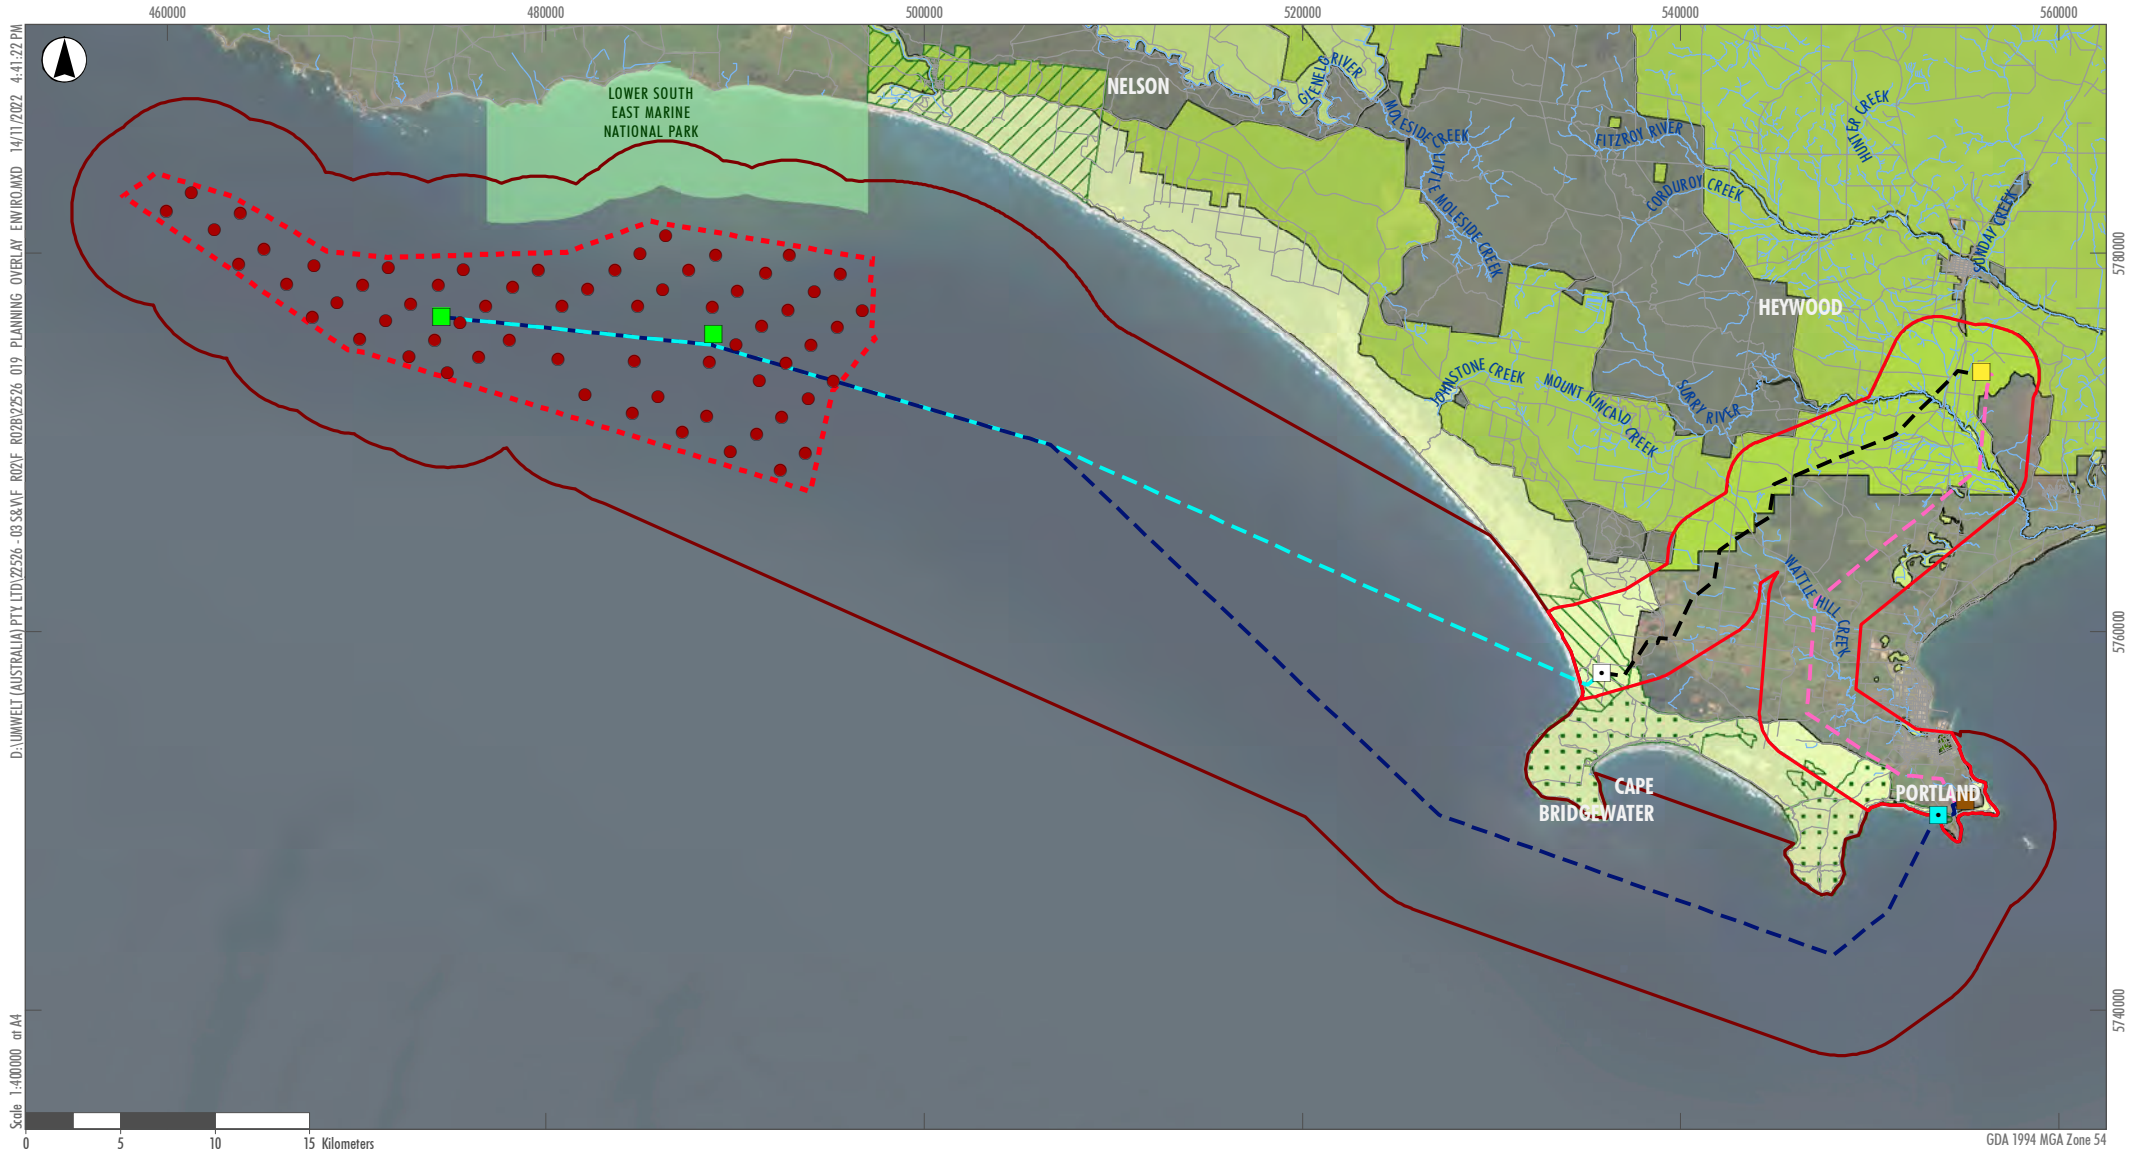 460000
480000
500000
520000
540000
560000
D:\UMWELT (AUSTRALIA) PTY LTD\22526 - 03 S&V\F R02\F R02B\22526 019 PLANNING OVERLAY ENVIRO.MXD 14/11/2022 4:41:22 PM
Scale 1:400000 at A4
LOWER SOUTH
EAST MARINE
NATIONAL PARK
NELSON
GLENELG RIVER
MOLESIDE CREEK
LITTLE MOLESIDE CREEK
FITZROY RIVER
HUNTER CREEK
CORDUROY CREEK
SUNDAY CREEK
5780000
HEYWOOD
JOHNSTONE CREEK
MOUNT KINCAID CREEK
SURRY RIVER
WATTLE HILL CREEK
5760000
CAPE
BRIDGEWATER
PORTLAND
5740000
0
5
10
15 Kilometers
GDA 1994 MGA Zone 54